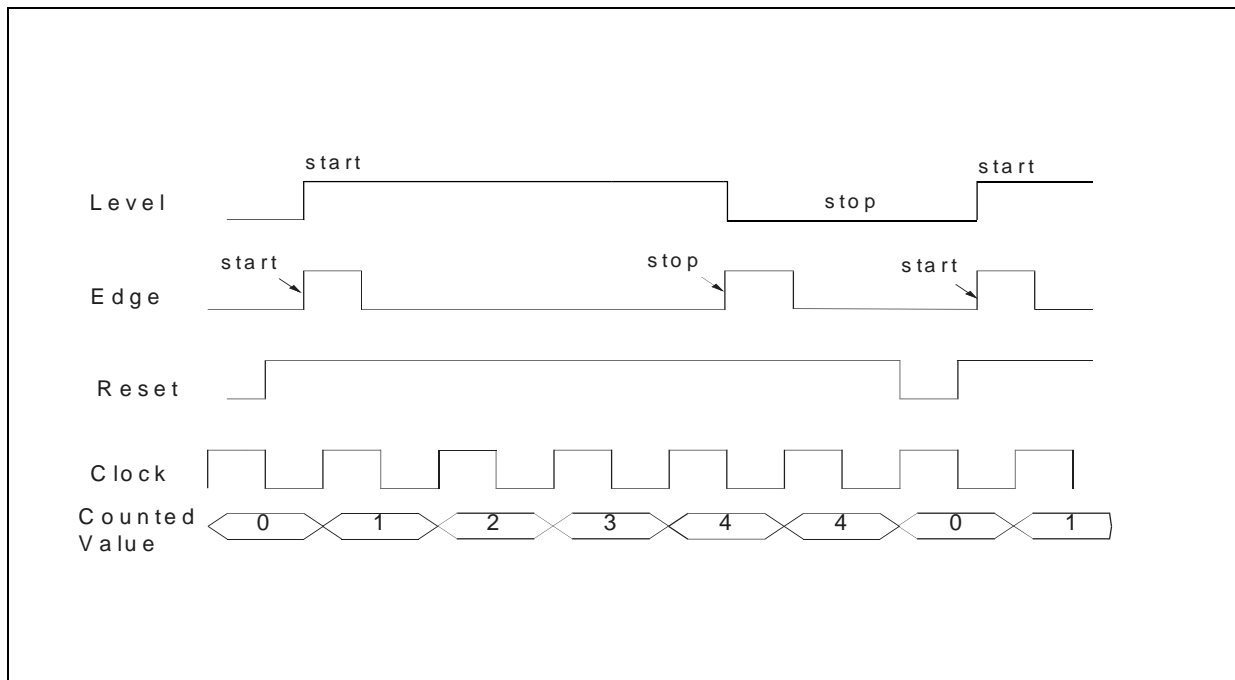 start
start
Level
stop
start
stop
start
Edge
Reset
Clock
Counted
Value
0 1 2 3 4 4 0 1